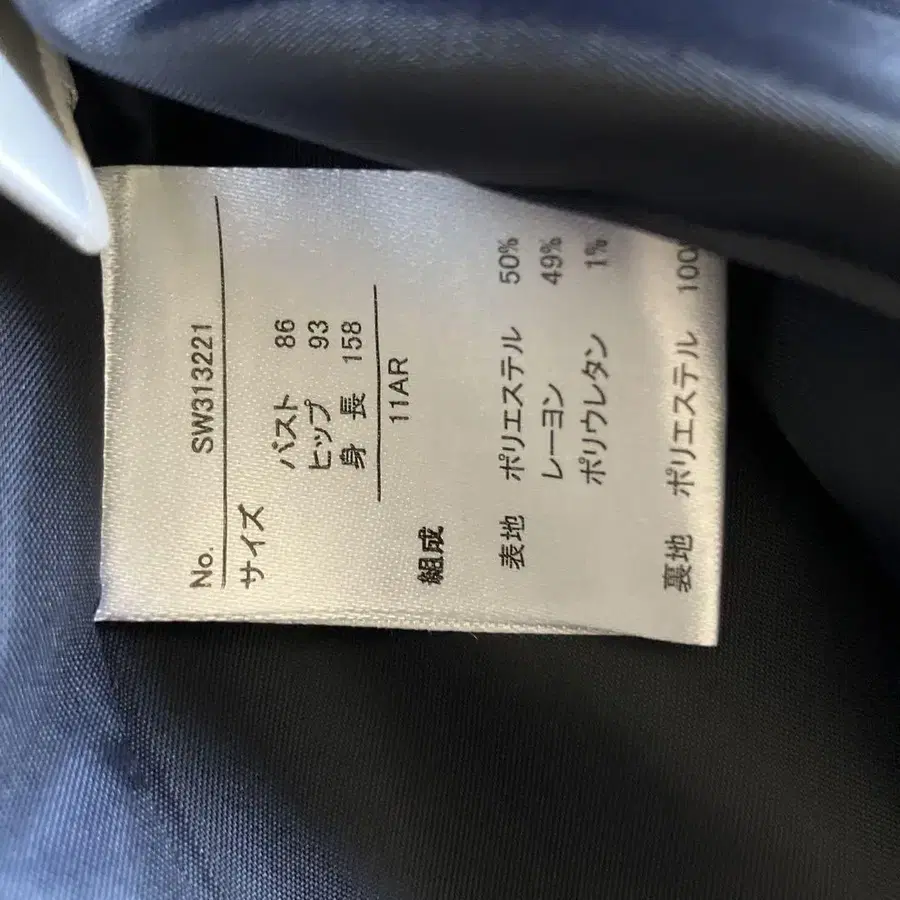 No. SW313221
サイズ
バスト 86
ヒップ 93
身 長 158
11AR
組成
表地 ポリエステル 50%
レーヨン 49%
ポリウレタン 1%
裏地 ポリエステル 100